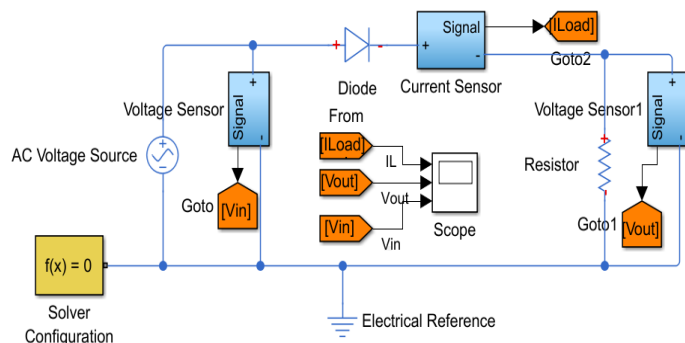 Signal
[ILoad]
Goto2
+
-
+
-
+
-
Diode
Current Sensor
+
Signal
-
Voltage Sensor
From
Voltage Sensor1
+
Signal
-
AC Voltage Source
+
-
[ILoad]
IL
[Vout]
Vout
[Vin]
Vin
Scope
Resistor
+
-
Goto
[Vin]
Goto1
[Vout]
f(x) = 0
Solver
Configuration
Electrical Reference